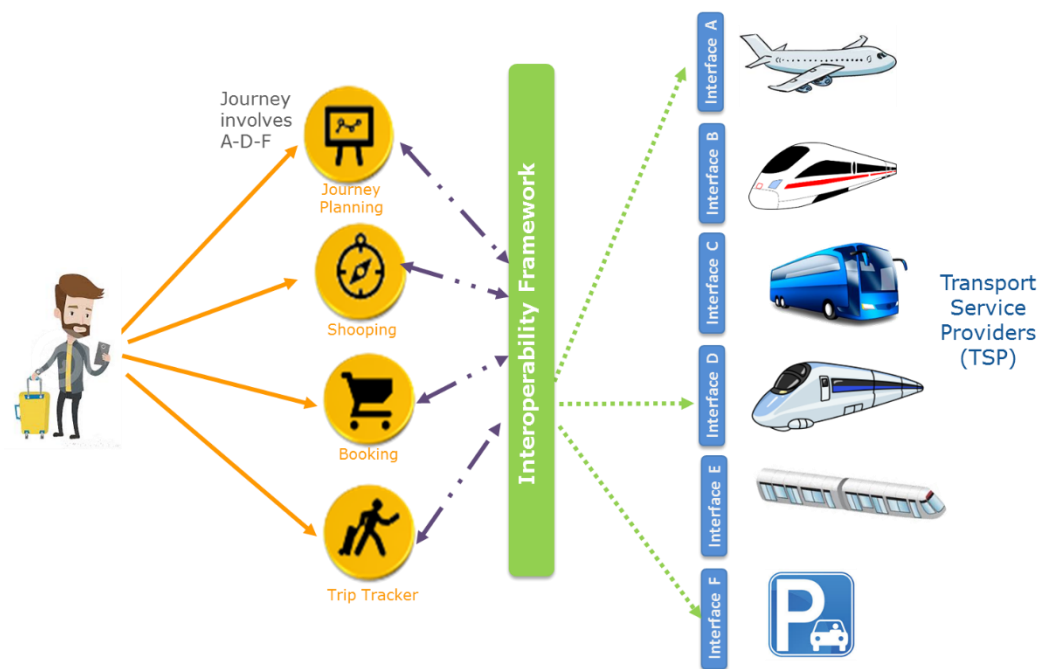 Journey
involves
A-D-F
Journey
Planning
Shooping
Booking
Trip Tracker
Interoperability Framework
Interface A
Interface B
Interface C
Interface D
Interface E
Interface F
P
Transport
Service
Providers
(TSP)